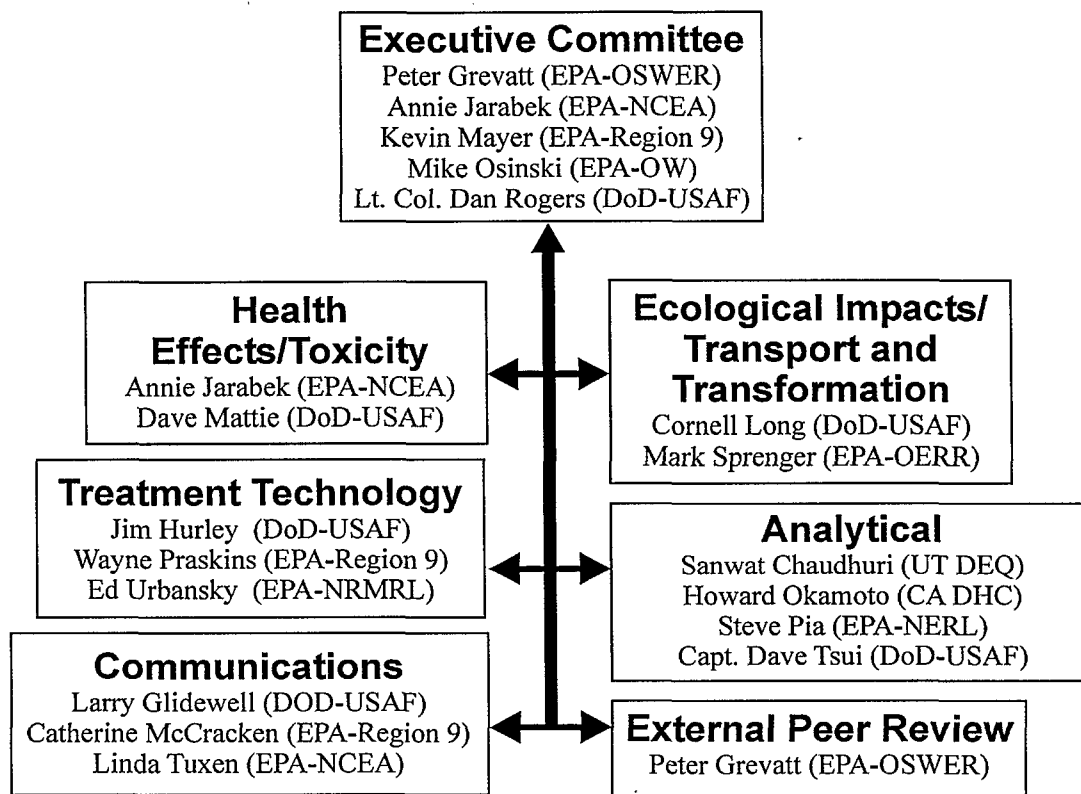 Executive Committee
Peter Grevatt (EPA-OSWER)
Annie Jarabek (EPA-NCEA)
Kevin Mayer (EPA-Region 9)
Mike Osinski (EPA-OW)
Lt. Col. Dan Rogers (DoD-USAF)
Health
Effects/Toxicity
Annie Jarabek (EPA-NCEA)
Dave Mattie (DoD-USAF)
Ecological Impacts/
Transport and
Transformation
Cornell Long (DoD-USAF)
Mark Sprenger (EPA-OERR)
Treatment Technology
Jim Hurley (DoD-USAF)
Wayne Praskins (EPA-Region 9)
Ed Urbansky (EPA-NRMRL)
Analytical
Sanwat Chaudhuri (UT DEQ)
Howard Okamoto (CA DHC)
Steve Pia (EPA-NERL)
Capt. Dave Tsui (DoD-USAF)
Communications
Larry Glidewell (DOD-USAF)
Catherine McCracken (EPA-Region 9)
Linda Tuxen (EPA-NCEA)
External Peer Review
Peter Grevatt (EPA-OSWER)